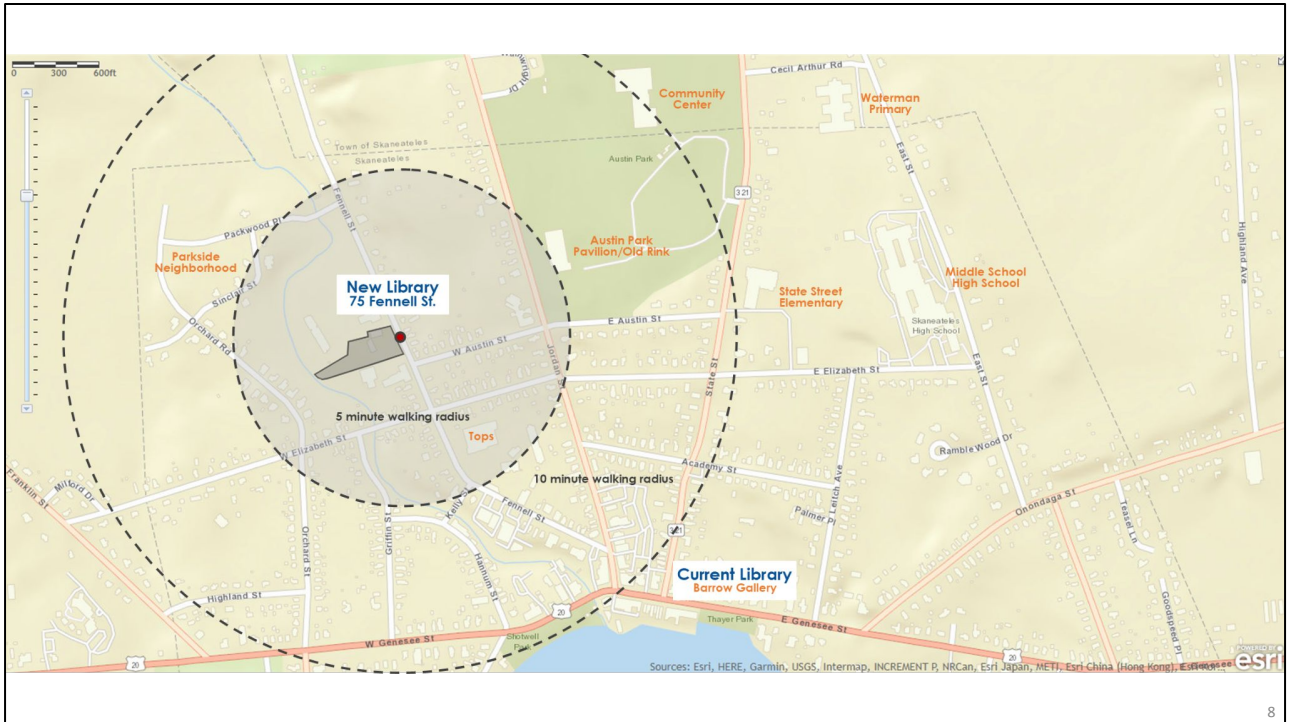 0 300 600ft
Cecil Arthur Rd
Community
Center
Waterman
Primary
Town of Skaneateles
Skaneateles
Austin Park
East St
321
Fennell St
Packwood Pl
Highland Ave
Parkside
Neighborhood
Austin Park
Pavilion/Old Rink
Middle School
High School
Sinclair St
New Library
75 Fennell St.
State Street
Elementary
Orchard Rd
Skaneateles
High School
E Austin St
W Austin St
Jordan St
State St
E Elizabeth St
East St
5 minute walking radius
Tops
W Elizabeth St
Ramble Wood Dr
Academy St
10 minute walking radius
Franklin St
Milford Dr
Leitch Ave
Onondaga St
Kelly St
Fennell St
Palmer Pl
Teasel Ln
Griffin St
Orchard St
321
Hannum St
Current Library
Barrow Gallery
Highland St
20
Thayer Park
E Genesee St
Goodspeed Pl
W Genesee St
Shotwell
Park
20
20
POWERED BY
esri
Sources: Esri, HERE, Garmin, USGS, Intermap, INCREMENT P, NRCan, Esri Japan, METI, Esri China (Hong Kong),
8